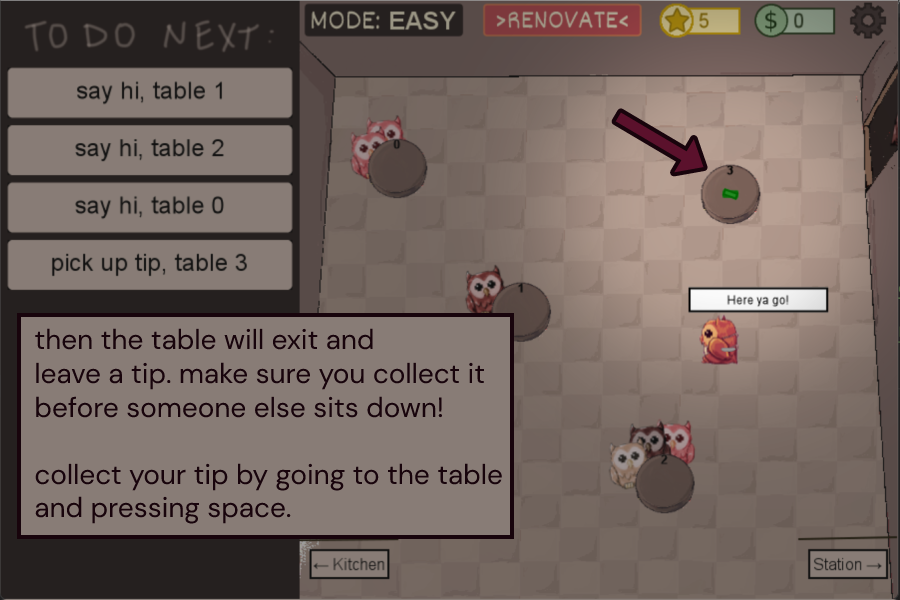 TO DO NEXT:
say hi, table 1
say hi, table 2
say hi, table 0
pick up tip, table 3
MODE: EASY
>RENOVATE<
5
$ 0
0
3
1
Here ya go!
2
then the table will exit and
leave a tip. make sure you collect it
before someone else sits down!
collect your tip by going to the table
and pressing space.
← Kitchen
Station →